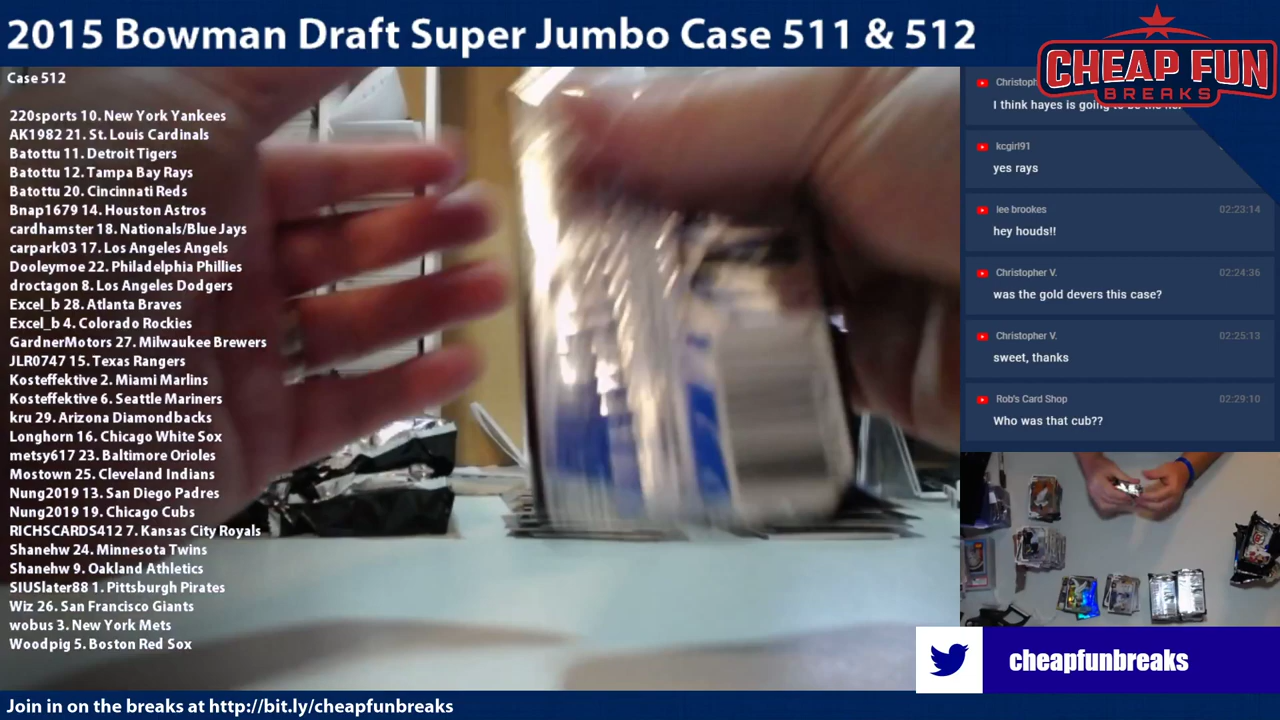 2015 Bowman Draft Super Jumbo Case 511 & 512
CHEAP FUN
BREAKS
Case 512
220sports 10. New York Yankees
AK1982 21. St. Louis Cardinals
Batottu 11. Detroit Tigers
Batottu 12. Tampa Bay Rays
Batottu 20. Cincinnati Reds
Bnap1679 14. Houston Astros
cardhamster 18. Nationals/Blue Jays
carpark03 17. Los Angeles Angels
Dooleymoe 22. Philadelphia Phillies
droctagon 8. Los Angeles Dodgers
Excel_b 28. Atlanta Braves
Excel_b 4. Colorado Rockies
GardnerMotors 27. Milwaukee Brewers
JLR0747 15. Texas Rangers
Kosteffektive 2. Miami Marlins
Kosteffektive 6. Seattle Mariners
kru 29. Arizona Diamondbacks
Longhorn 16. Chicago White Sox
metsy617 23. Baltimore Orioles
Mostown 25. Cleveland Indians
Nung2019 13. San Diego Padres
Nung2019 19. Chicago Cubs
RICHSCARDS412 7. Kansas City Royals
Shanehw 24. Minnesota Twins
Shanehw 9. Oakland Athletics
SIUSlater88 1. Pittsburgh Pirates
Wiz 26. San Francisco Giants
wobus 3. New York Mets
Woodpig 5. Boston Red Sox
Christoph
I think hayes is going to be the
kcgirl91
yes rays
lee brookes 02:23:14
hey houds!!
Christopher V. 02:24:36
was the gold devers this case?
Christopher V. 02:25:13
sweet, thanks
Rob's Card Shop 02:29:10
Who was that cub??
cheapfunbreaks
Join in on the breaks at http://bit.ly/cheapfunbreaks